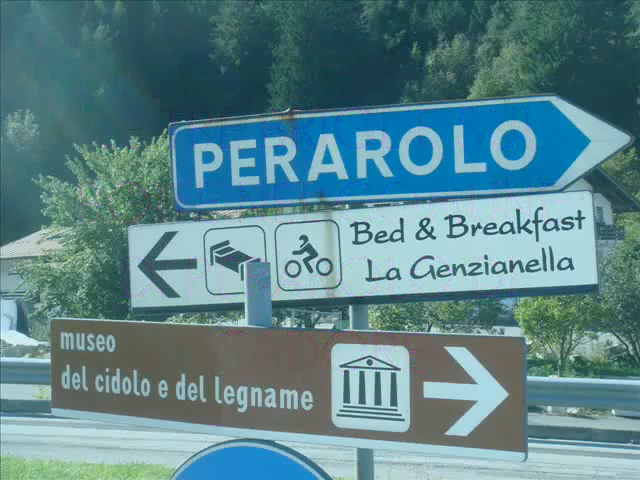 PERAROLO
Bed & Breakfast
La Genzianella
museo
del cidolo e del legname